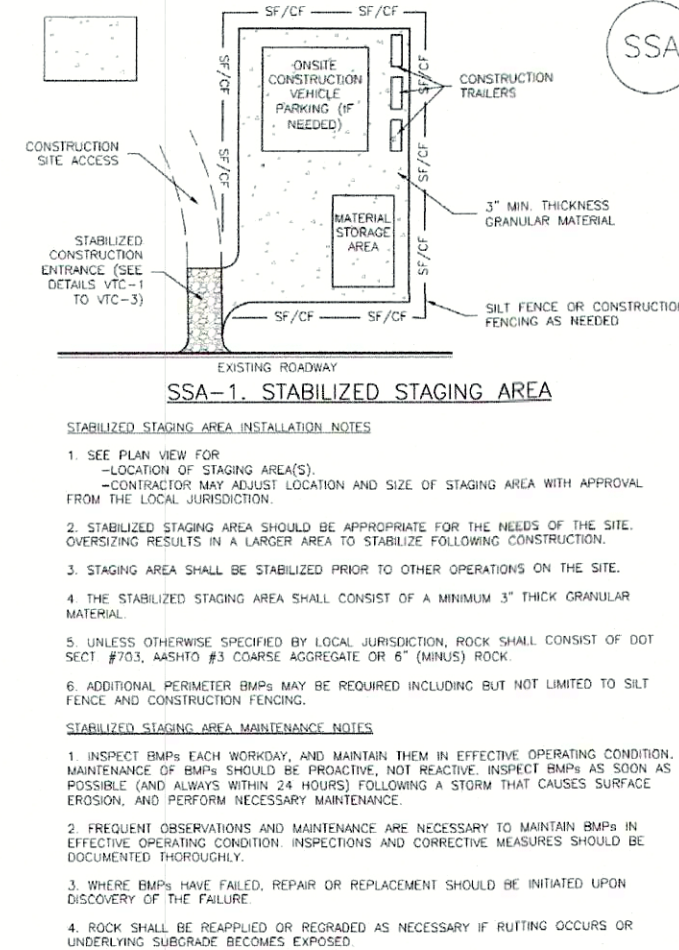 SF/CF SF/CF
SSA
ONSITE
CONSTRUCTION
VEHICLE
PARKING (IF
NEEDED)
SF/CF
SF/CF
CONSTRUCTION
TRAILERS
CONSTRUCTION
SITE ACCESS
SF/CF
SF/CF
3" MIN. THICKNESS
GRANULAR MATERIAL
MATERIAL
STORAGE
AREA
STABILIZED
CONSTRUCTION
ENTRANCE (SEE
DETAILS VTC-1
TO VTC-3)
SF/CF
SF/CF SF/CF
SILT FENCE OR CONSTRUCTION
FENCING AS NEEDED
EXISTING ROADWAY
SSA-1. STABILIZED STAGING AREA
STABILIZED STAGING AREA INSTALLATION NOTES
1. SEE PLAN VIEW FOR
-LOCATION OF STAGING AREA(S).
-CONTRACTOR MAY ADJUST LOCATION AND SIZE OF STAGING AREA WITH APPROVAL
FROM THE LOCAL JURISDICTION.
2. STABILIZED STAGING AREA SHOULD BE APPROPRIATE FOR THE NEEDS OF THE SITE.
OVERSIZING RESULTS IN A LARGER AREA TO STABILIZE FOLLOWING CONSTRUCTION.
3. STAGING AREA SHALL BE STABILIZED PRIOR TO OTHER OPERATIONS ON THE SITE.
4. THE STABILIZED STAGING AREA SHALL CONSIST OF A MINIMUM 3" THICK GRANULAR
MATERIAL.
5. UNLESS OTHERWISE SPECIFIED BY LOCAL JURISDICTION, ROCK SHALL CONSIST OF DOT
SECT. #703, AASHTO #3 COARSE AGGREGATE OR 6" (MINUS) ROCK.
6. ADDITIONAL PERIMETER BMPs MAY BE REQUIRED INCLUDING BUT NOT LIMITED TO SILT
FENCE AND CONSTRUCTION FENCING.
STABILIZED STAGING AREA MAINTENANCE NOTES
1. INSPECT BMPs EACH WORKDAY, AND MAINTAIN THEM IN EFFECTIVE OPERATING CONDITION.
MAINTENANCE OF BMPs SHOULD BE PROACTIVE, NOT REACTIVE. INSPECT BMPs AS SOON AS
POSSIBLE (AND ALWAYS WITHIN 24 HOURS) FOLLOWING A STORM THAT CAUSES SURFACE
EROSION, AND PERFORM NECESSARY MAINTENANCE.
2. FREQUENT OBSERVATIONS AND MAINTENANCE ARE NECESSARY TO MAINTAIN BMPs IN
EFFECTIVE OPERATING CONDITION. INSPECTIONS AND CORRECTIVE MEASURES SHOULD BE
DOCUMENTED THOROUGHLY.
3. WHERE BMPs HAVE FAILED, REPAIR OR REPLACEMENT SHOULD BE INITIATED UPON
DISCOVERY OF THE FAILURE.
4. ROCK SHALL BE REAPPLIED OR REGRADED AS NECESSARY IF RUTTING OCCURS OR
UNDERLYING SUBGRADE BECOMES EXPOSED.